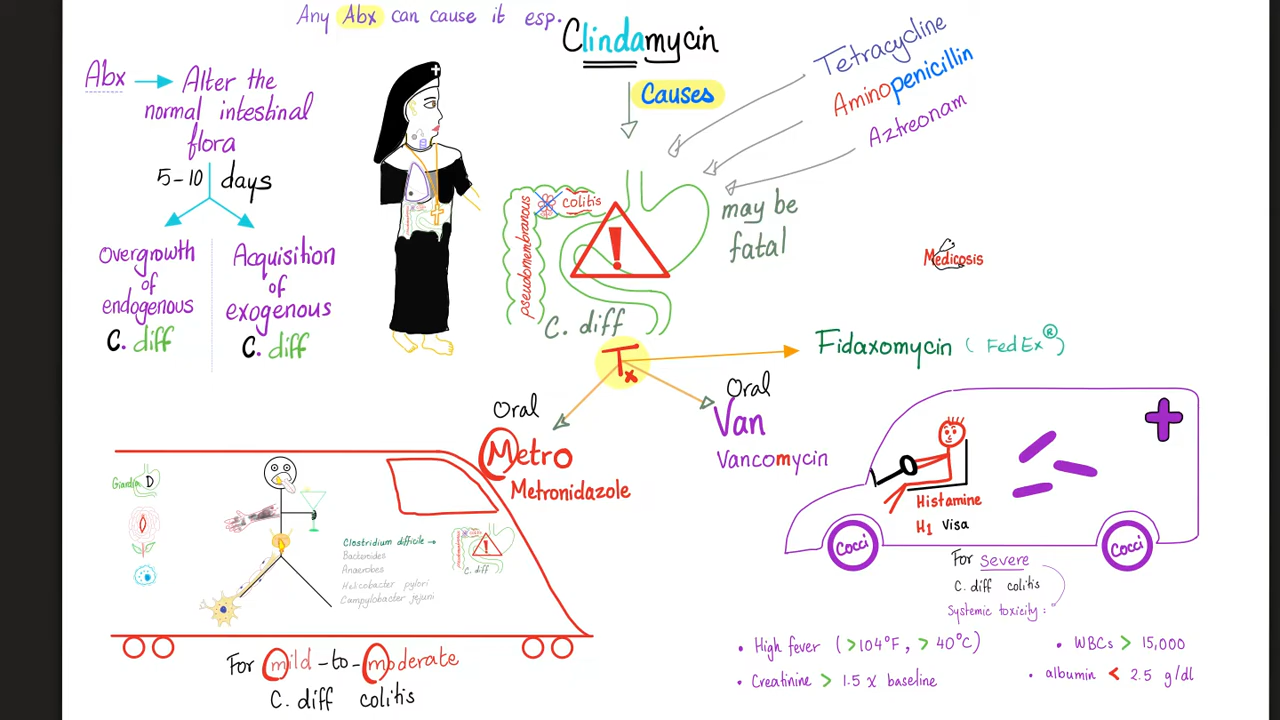 Any Abx can cause it esp.
Clindamycin
Causes
Tetracycline
Aminopenicillin
Aztreonam
Abx → Alter the
normal intestinal
flora
5-10 days
Overgrowth
of
endogenous
C. diff
Acquisition
of
exogenous
C. diff
pseudomembranous
colitis
!
C. diff
may be
fatal
Medicosis
Tx
Fidaxomycin (FedEx®)
Oral
Metro
Metronidazole
Oral
Van
Vancomycin
Giardia D
Clostridium difficile →
Bacteroides
Anaerobes
Helicobacter pylori
Campylobacter jejuni
colitis
!
C. diff
For mild-to-moderate
C. diff colitis
Histamine
H1 Visa
Cocci
Cocci
For Severe
C. diff colitis
Systemic toxicity:
• High fever (>104°F, >40°C)
• Creatinine > 1.5 x baseline
• WBCs > 15,000
• albumin < 2.5 g/dl